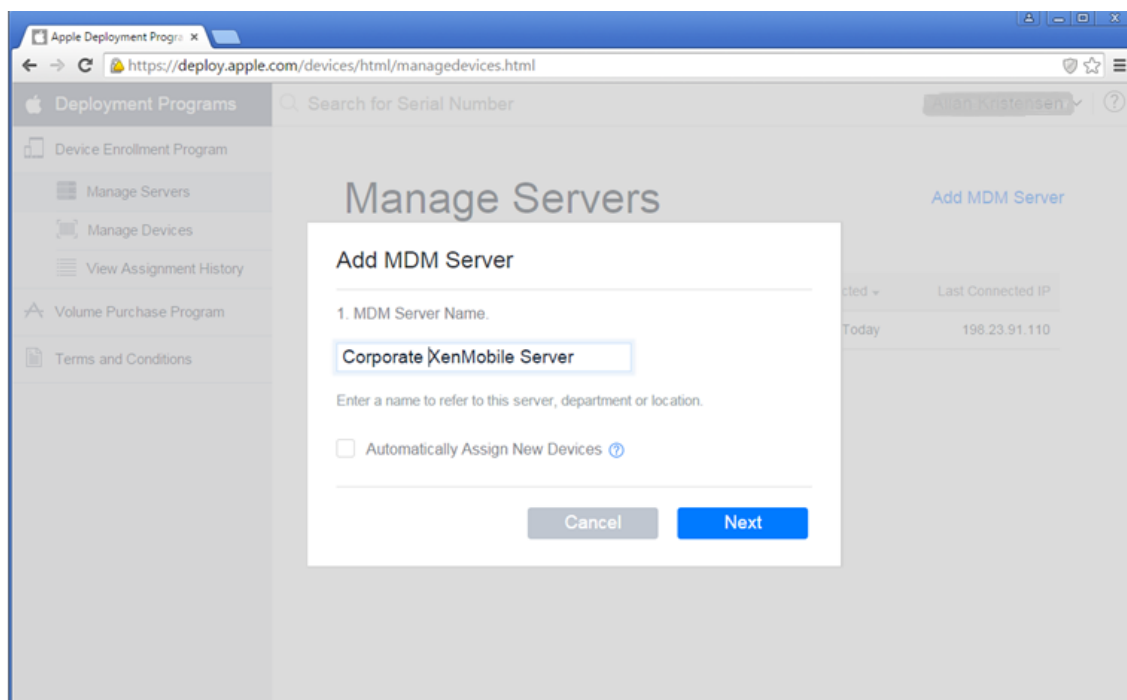 Apple Deployment Progra
https://deploy.apple.com/devices/html/managedevices.html
Deployment Programs
Search for Serial Number
Allan Kristensen
Device Enrollment Program
Manage Servers
Manage Devices
View Assignment History
Volume Purchase Program
Terms and Conditions
Manage Servers
Add MDM Server
cted
Last Connected IP
Today
198.23.91.110
Add MDM Server
1. MDM Server Name.
Corporate XenMobile Server
Enter a name to refer to this server, department or location.
Automatically Assign New Devices
Cancel
Next